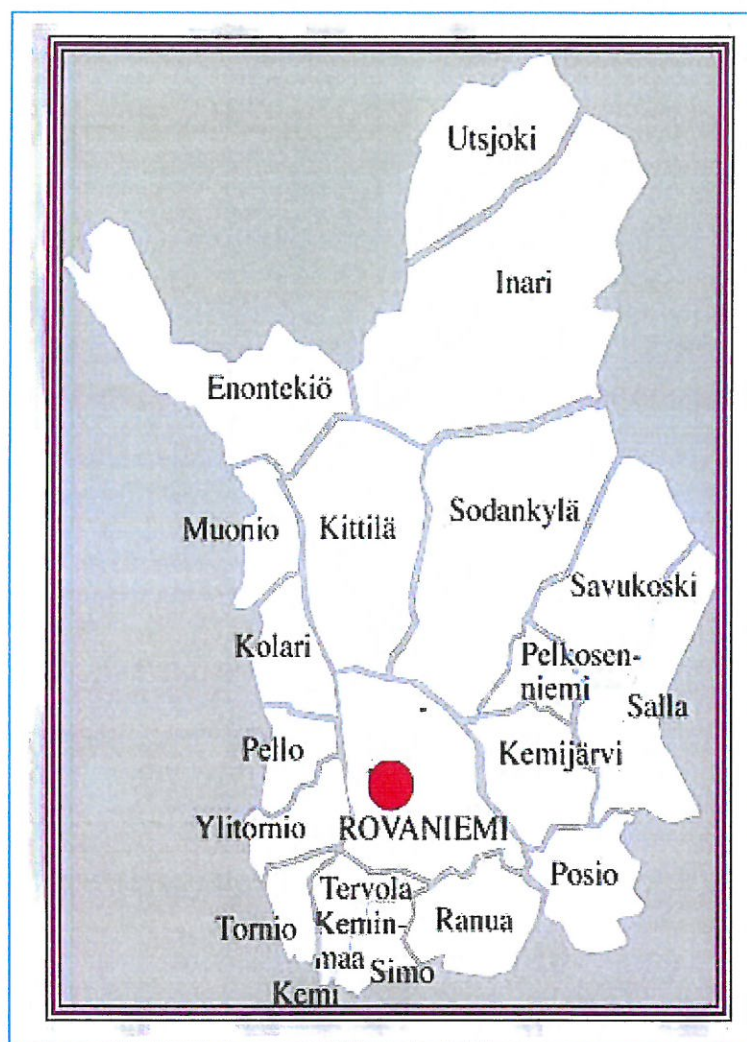 Utsjoki
Inari
Enontekiö
Muonio
Kittilä
Sodankylä
Savukoski
Kolari
Pelkosen-
niemi
Salla
Pello
Kemijärvi
Ylitornio
ROVANIEMI
Posio
Tervola
Tornio
Kemin-
maa
Ranua
Simo
Kemi